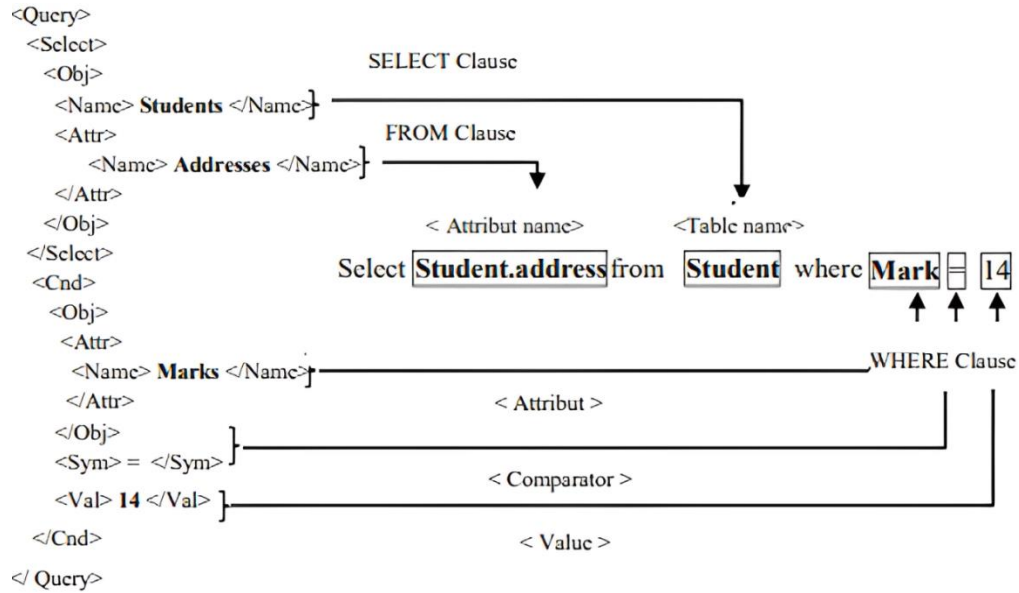 <Query>
<Select>
<Obj>
<Name> Students </Name>
<Attr>
<Name> Addresses </Name>
</Attr>
</Obj>
</Select>
<Cnd>
<Obj>
<Attr>
<Name> Marks </Name>
</Attr>
</Obj>
<Sym> = </Sym>
<Val> 14 </Val>
</Cnd>
</ Query>
SELECT Clause
FROM Clause
< Attribut name> <Table name>
Select Student.address from Student where Mark = 14
WHERE Clause
< Attribut >
< Comparator >
< Value >